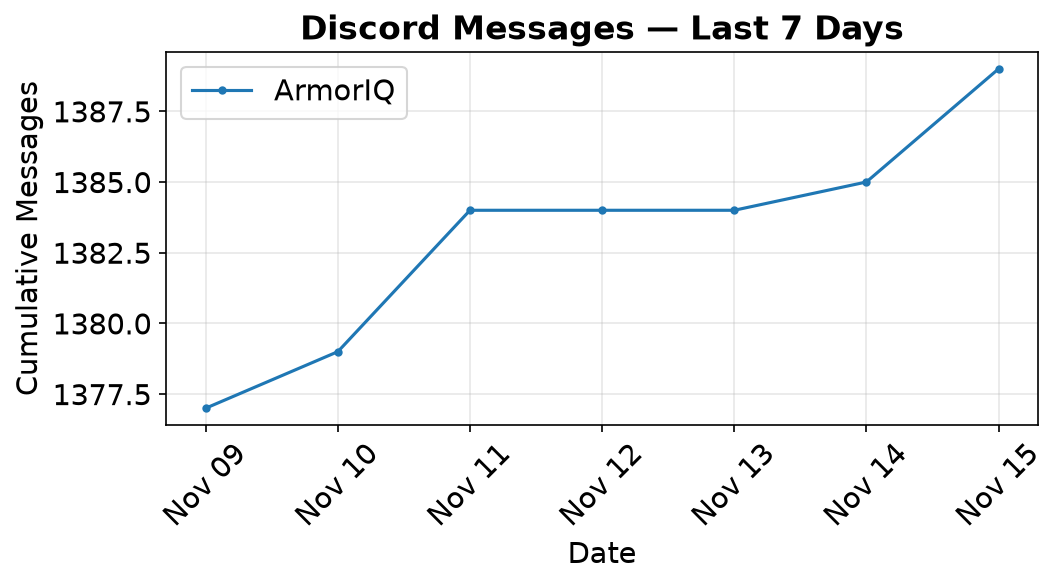 Discord Messages — Last 7 Days
ArmorIQ
Cumulative Messages
1387.5
1385.0
1382.5
1380.0
1377.5
Nov 09
Nov 10
Nov 11
Nov 12
Nov 13
Nov 14
Nov 15
Date